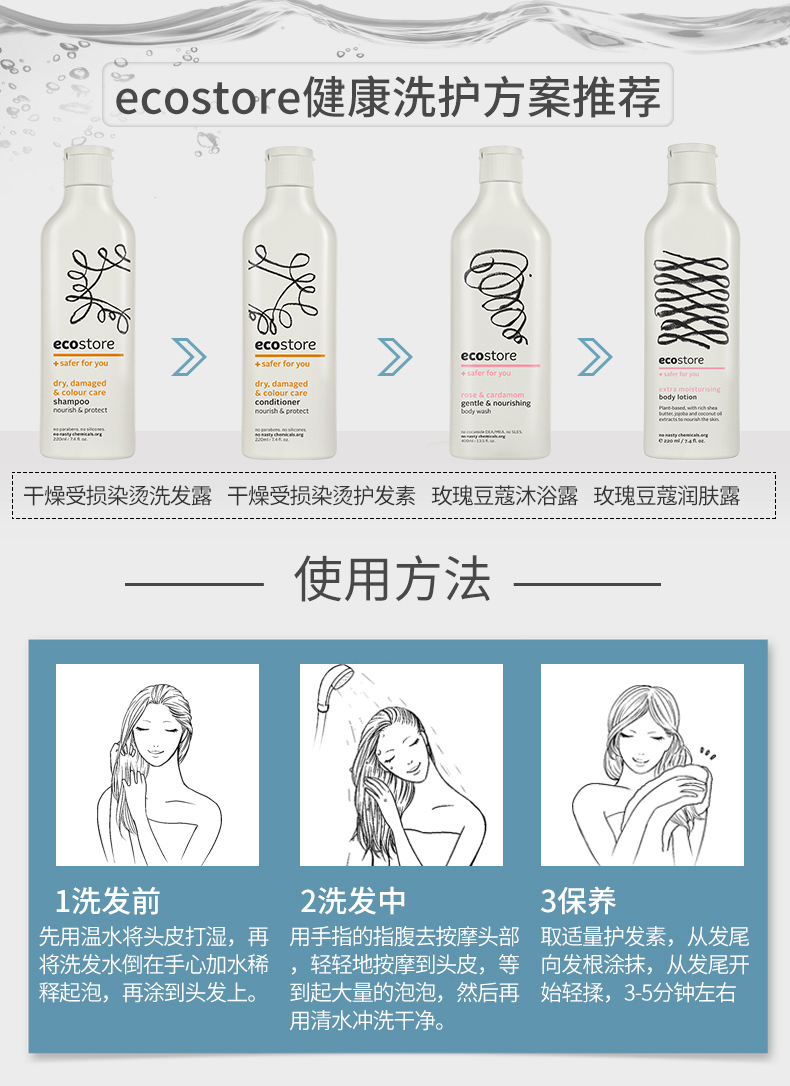 ecostore健康洗护方案推荐
ecostore
+ safer for you
dry, damaged
& colour care
shampoo
nourish & protect
no parabens, no silicones.
no nasty chemicals.org
220ml · 7.4 fl. oz.
ecostore
+ safer for you
dry, damaged
& colour care
conditioner
nourish & protect
no parabens, no silicones.
no nasty chemicals.org
220ml · 7.4 fl. oz.
ecostore
+ safer for you
rose & cardamom
gentle & nourishing
body wash
no cocamide DEA/MEA, no SLES.
no nasty chemicals.org
400ml · 13.5 fl. oz.
ecostore
+ safer for you
extra moisturising
body lotion
Plant-based, with rich shea
butter, jojoba and coconut oil
extracts to nourish the skin.
no nasty chemicals.org
℮ 220 ml / 7.4 fl. oz.
干燥受损染烫洗发露 干燥受损染烫护发素 玫瑰豆蔻沐浴露 玫瑰豆蔻润肤露
使用方法
1洗发前
先用温水将头皮打湿，再
将洗发水倒在手心加水稀
释起泡，再涂到头发上。
2洗发中
用手指的指腹去按摩头部
，轻轻地按摩到头皮，等
到起大量的泡泡，然后再
用清水冲洗干净。
3保养
取适量护发素，从发尾
向发根涂抹，从发尾开
始轻揉，3-5分钟左右